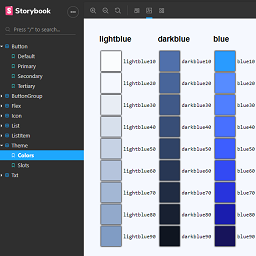 Storybook
Press "/" to search...
Button
Default
Primary
Secondary
Tertiary
ButtonGroup
Flex
Icon
List
ListItem
Theme
Colors
Slots
Txt
lightblue darkblue blue
lightblue10 darkblue10 blue10
lightblue20 darkblue20 blue20
lightblue30 darkblue30 blue30
lightblue40 darkblue40 blue40
lightblue50 darkblue50 blue50
lightblue60 darkblue60 blue60
lightblue70 darkblue70 blue70
lightblue80 darkblue80 blue80
lightblue90 darkblue90 blue90